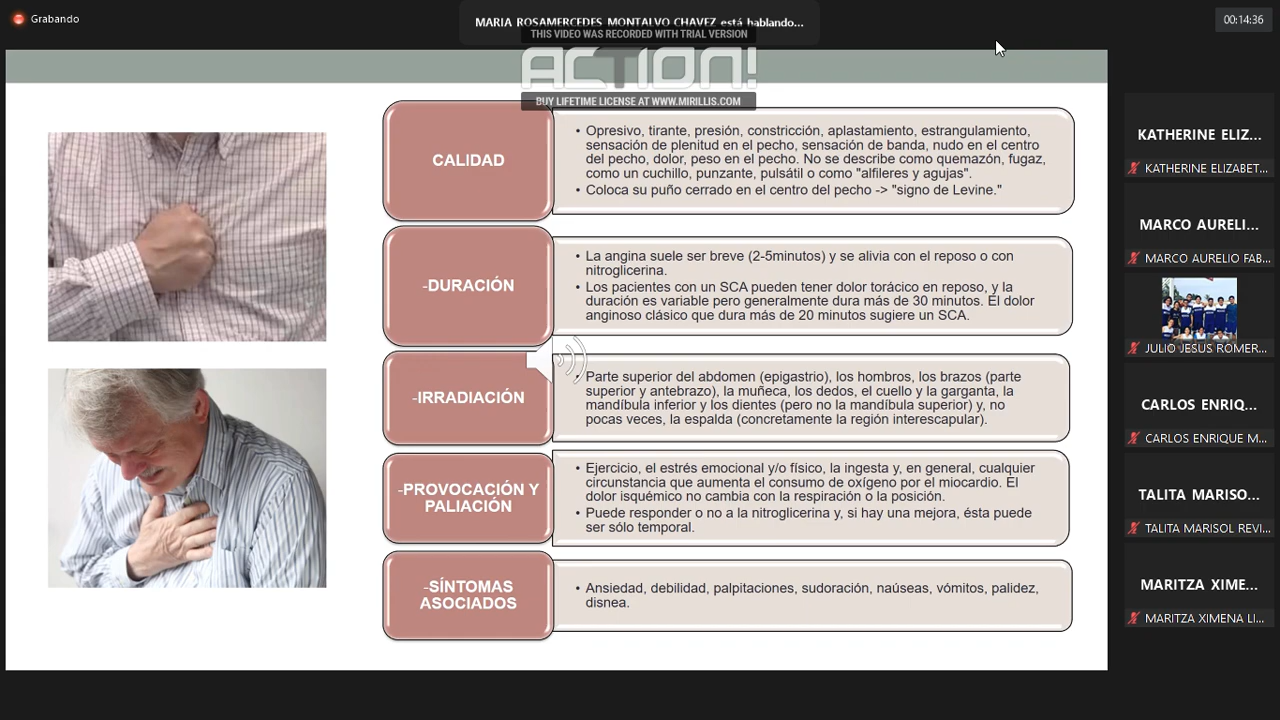 Grabando
MARIA ROSAMERCEDES MONTALVO CHAVEZ está hablando...
00:14:36
THIS VIDEO WAS RECORDED WITH TRIAL VERSION
ACTION!
BUY LIFETIME LICENSE AT WWW.MIRILLIS.COM
CALIDAD
• Opresivo, tirante, presión, constricción, aplastamiento, estrangulamiento,
sensación de plenitud en el pecho, sensación de banda, nudo en el centro
del pecho, dolor, peso en el pecho. No se describe como quemazón, fugaz,
como un cuchillo, punzante, pulsátil o como "alfileres y agujas".
• Coloca su puño cerrado en el centro del pecho -> "signo de Levine."
-DURACIÓN
• La angina suele ser breve (2-5minutos) y se alivia con el reposo o con
nitroglicerina.
• Los pacientes con un SCA pueden tener dolor torácico en reposo, y la
duración es variable pero generalmente dura más de 30 minutos. El dolor
anginoso clásico que dura más de 20 minutos sugiere un SCA.
-IRRADIACIÓN
• Parte superior del abdomen (epigastrio), los hombros, los brazos (parte
superior y antebrazo), la muñeca, los dedos, el cuello y la garganta, la
mandíbula inferior y los dientes (pero no la mandíbula superior) y, no
pocas veces, la espalda (concretamente la región interescapular).
-PROVOCACIÓN Y
PALIACIÓN
• Ejercicio, el estrés emocional y/o físico, la ingesta y, en general, cualquier
circunstancia que aumenta el consumo de oxígeno por el miocardio. El
dolor isquémico no cambia con la respiración o la posición.
• Puede responder o no a la nitroglicerina y, si hay una mejora, ésta puede
ser sólo temporal.
-SÍNTOMAS
ASOCIADOS
• Ansiedad, debilidad, palpitaciones, sudoración, naúseas, vómitos, palidez,
disnea.
KATHERINE ELIZ...
KATHERINE ELIZABET...
MARCO AURELI...
MARCO AURELIO FAB...
JULIO JESUS ROMER...
CARLOS ENRIQ...
CARLOS ENRIQUE M...
TALITA MARISO...
TALITA MARISOL REVI...
MARITZA XIME...
MARITZA XIMENA LI...